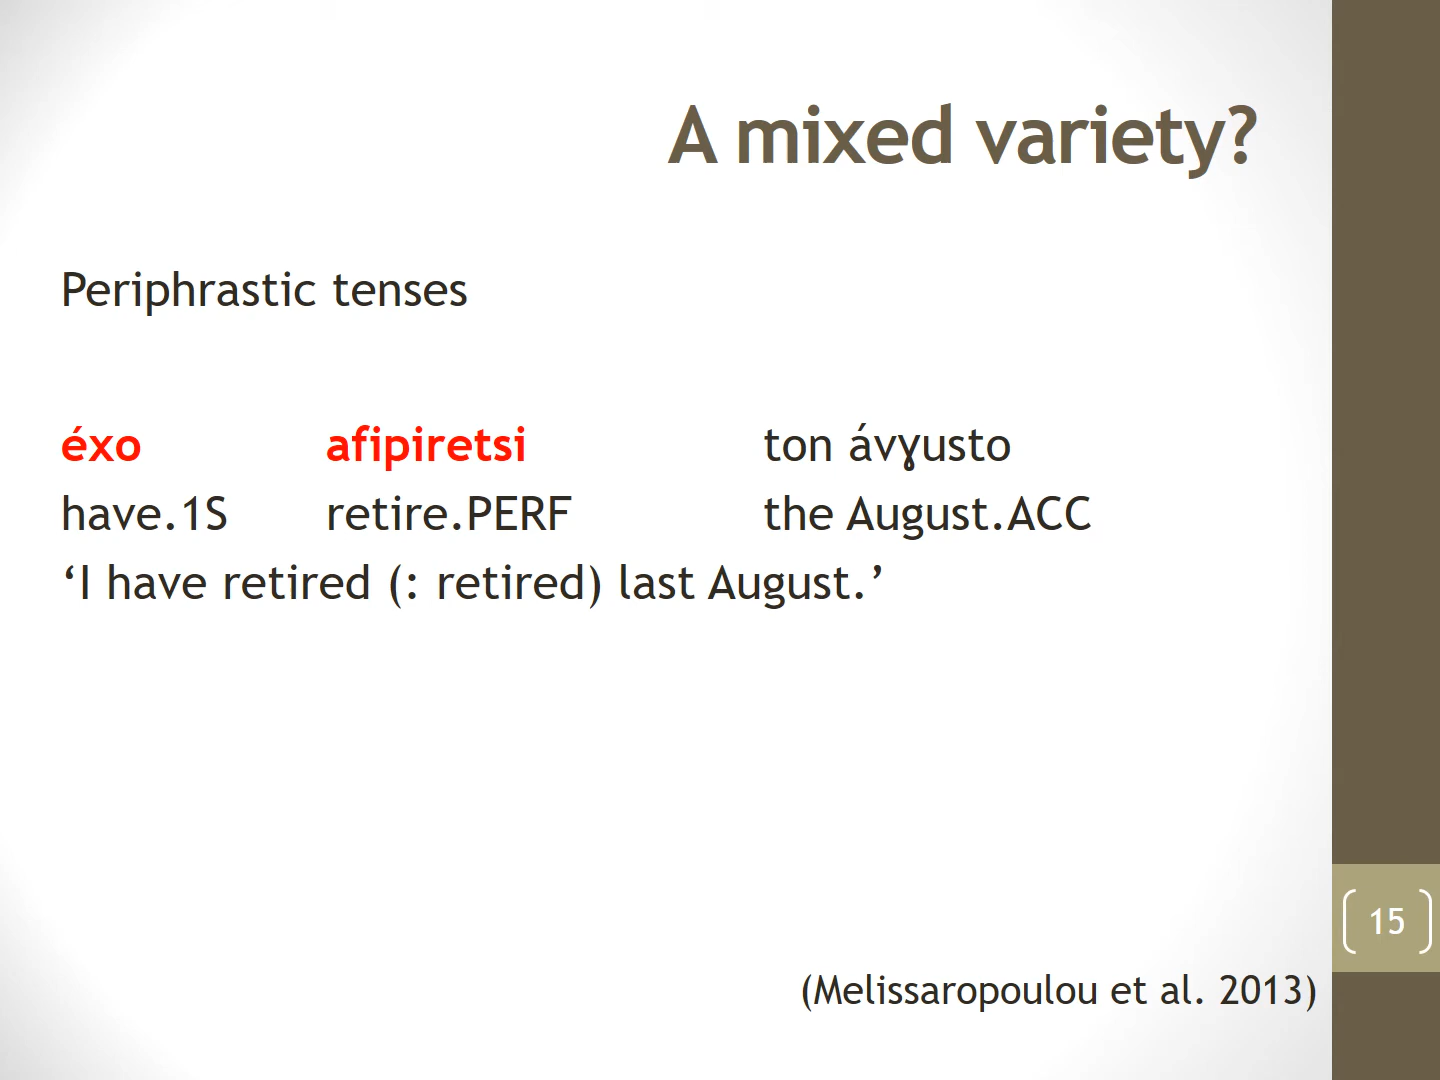 A mixed variety?
Periphrastic tenses
éxo afipiretsi ton ávɣusto
have.1S retire.PERF the August.ACC
‘I have retired (: retired) last August.’
15
(Melissaropoulou et al. 2013)